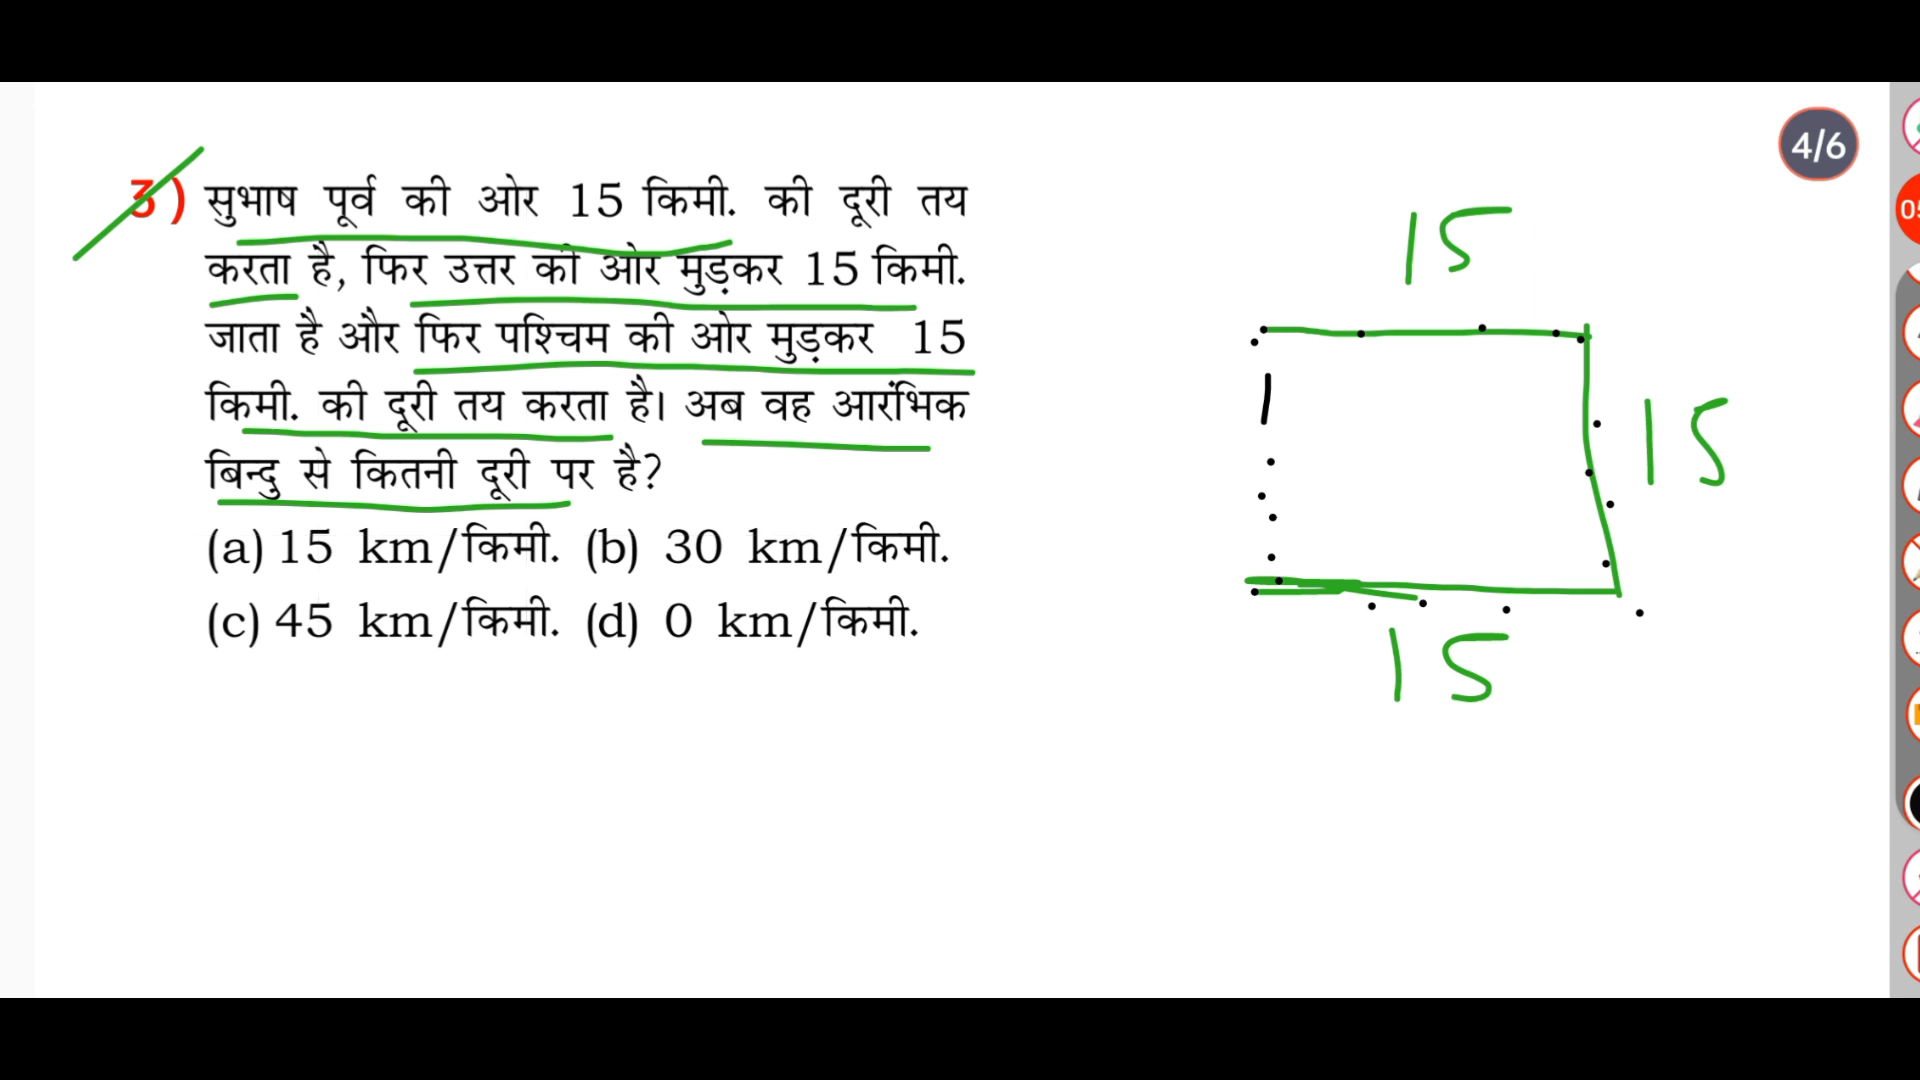 4/6
3) सुभाष पूर्व की ओर 15 किमी. की दूरी तय
करता है, फिर उत्तर की ओर मुड़कर 15 किमी.
जाता है और फिर पश्चिम की ओर मुड़कर 15
किमी. की दूरी तय करता है। अब वह आरंभिक
बिन्दु से कितनी दूरी पर है?
(a) 15 km/किमी. (b) 30 km/किमी.
(c) 45 km/किमी. (d) 0 km/किमी.
15
15
15